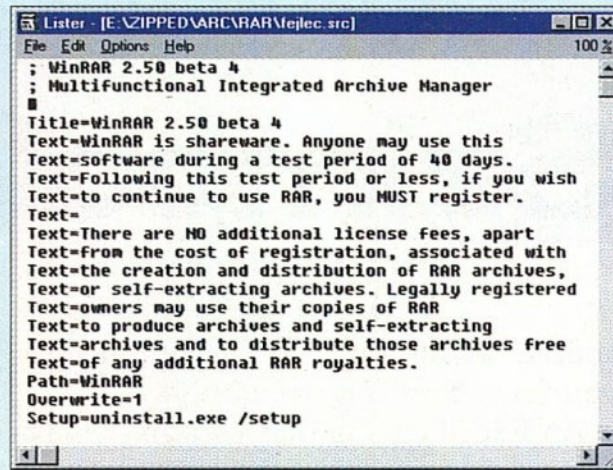 Lister - [E:\ZIPPED\ARC\RAR\fejlec.src]
File Edit Options Help 100 %
; WinRAR 2.50 beta 4
; Multifunctional Integrated Archive Manager
Title=WinRAR 2.50 beta 4
Text=WinRAR is shareware. Anyone may use this
Text=software during a test period of 40 days.
Text=Following this test period or less, if you wish
Text=to continue to use RAR, you MUST register.
Text=
Text=There are NO additional license fees, apart
Text=from the cost of registration, associated with
Text=the creation and distribution of RAR archives,
Text=or self-extracting archives. Legally registered
Text=owners may use their copies of RAR
Text=to produce archives and self-extracting
Text=archives and to distribute those archives free
Text=of any additional RAR royalties.
Path=WinRAR
Overwrite=1
Setup=uninstall.exe /setup